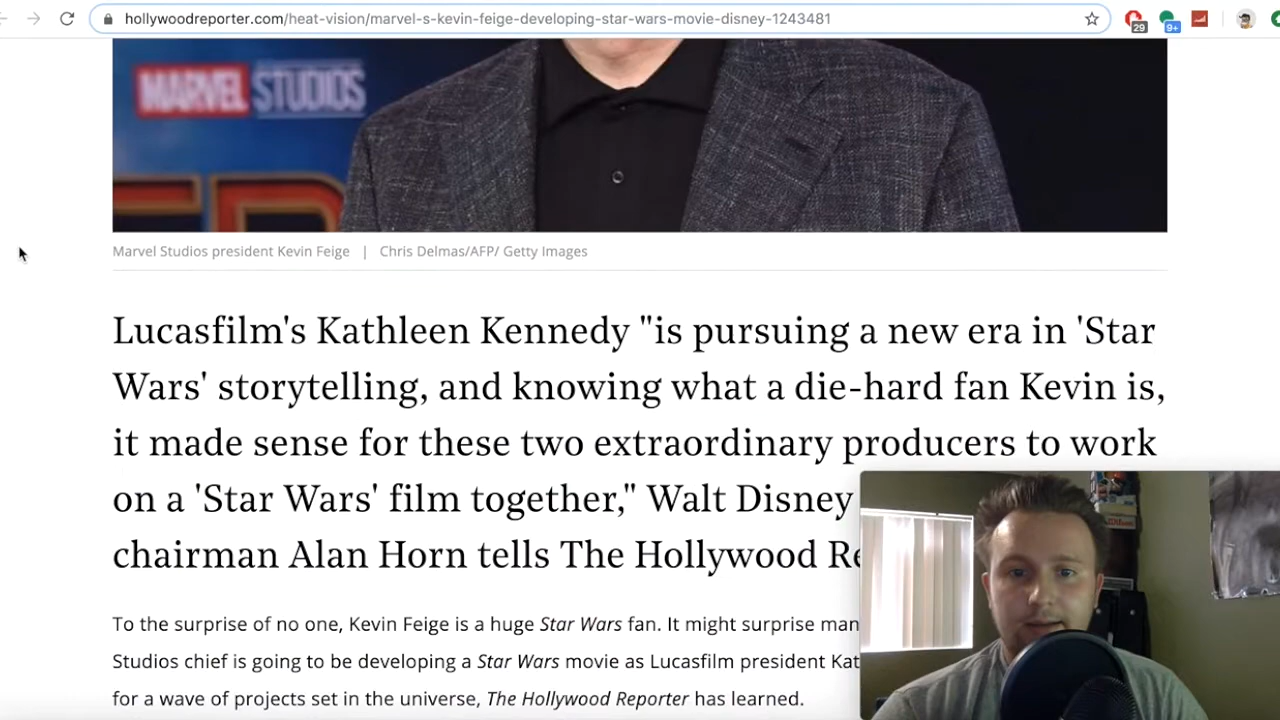 hollywoodreporter.com/heat-vision/marvel-s-kevin-feige-developing-star-wars-movie-disney-1243481
29
9+
MARVEL STUDIOS
Marvel Studios president Kevin Feige | Chris Delmas/AFP/ Getty Images
Lucasfilm's Kathleen Kennedy "is pursuing a new era in 'Star
Wars' storytelling, and knowing what a die-hard fan Kevin is,
it made sense for these two extraordinary producers to work
on a 'Star Wars' film together," Walt Disney
chairman Alan Horn tells The Hollywood Re
To the surprise of no one, Kevin Feige is a huge Star Wars fan. It might surprise man
Studios chief is going to be developing a Star Wars movie as Lucasfilm president Kat
for a wave of projects set in the universe, The Hollywood Reporter has learned.